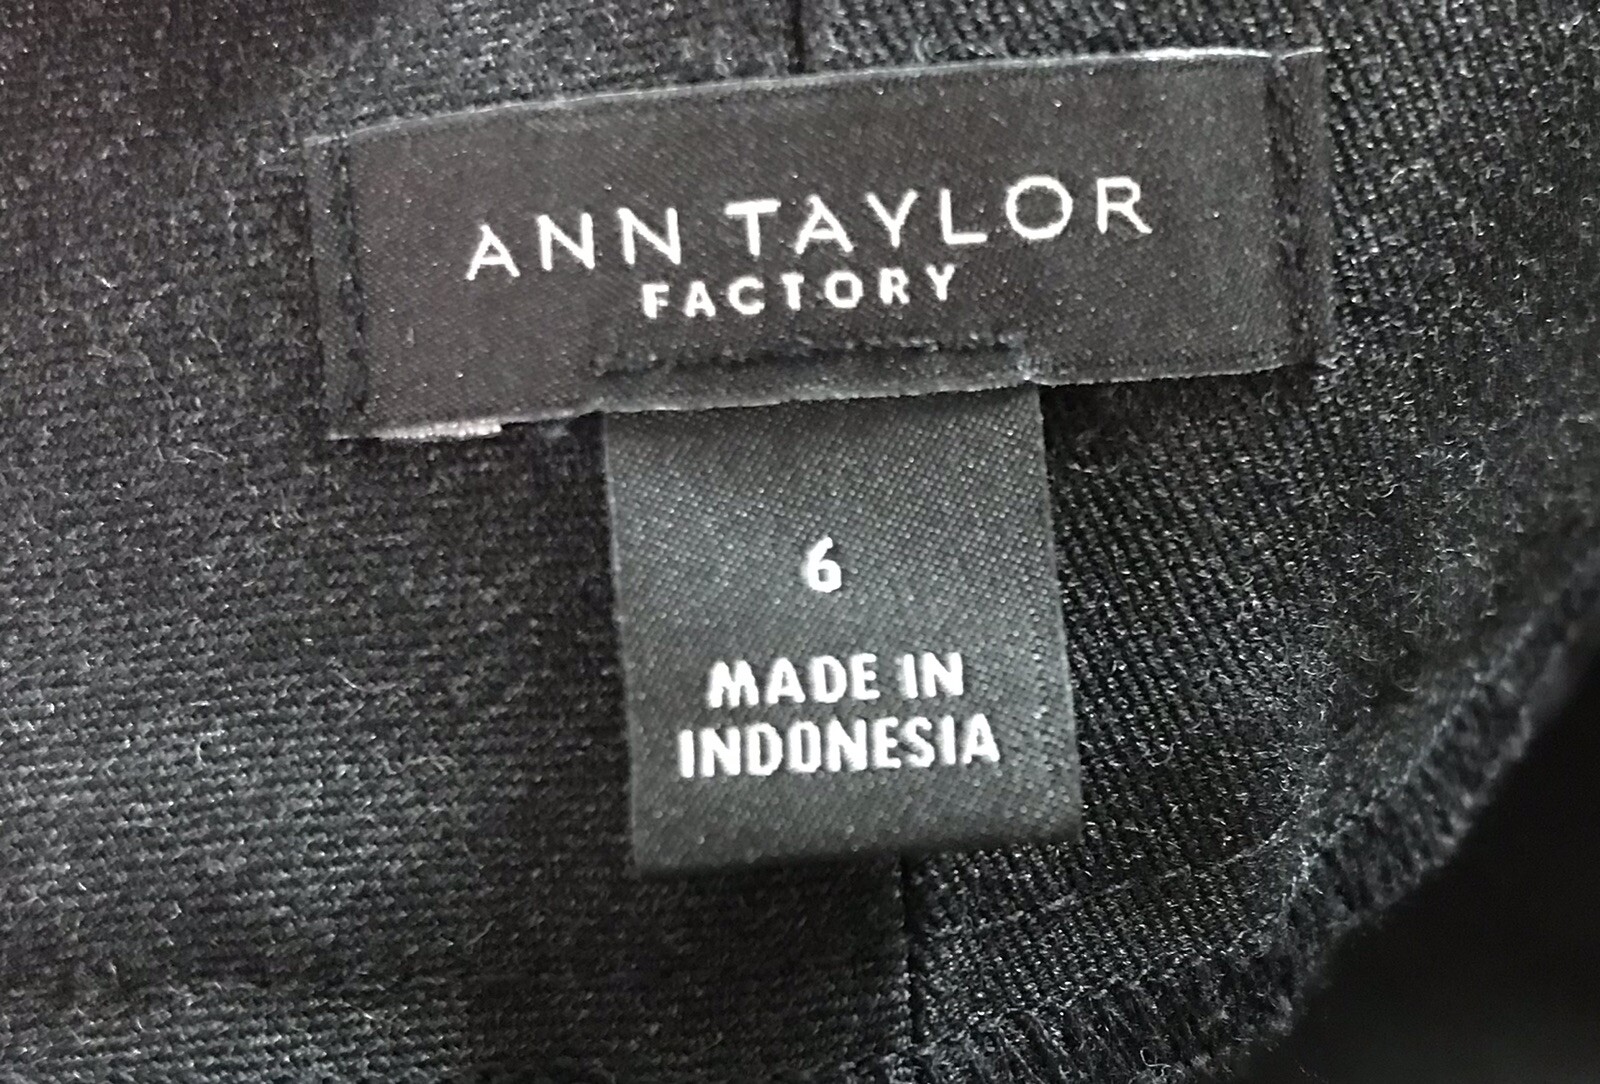 ANN TAYLOR
FACTORY
6
MADE IN
INDONESIA